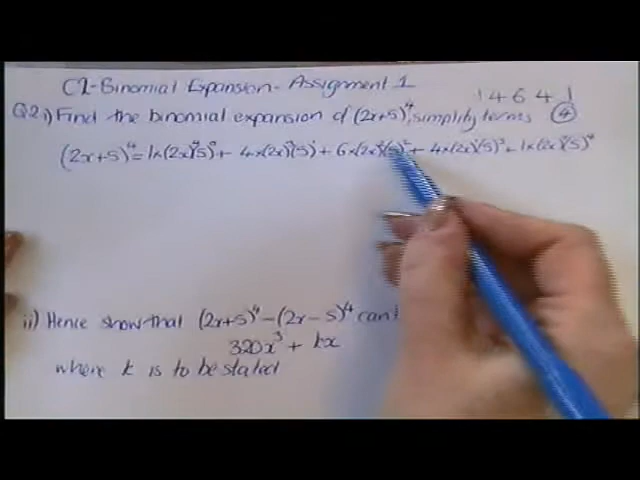 C2-Binomial Expansion- Assignment 1
1 4 6 4 1
Q2 i) Find the binomial expansion of (2x+5)⁴, simplify terms (4)
(2x+5)⁴ = 1×(2x)⁴(5)⁰ + 4×(2x)³(5)¹ + 6×(2x)²(5)² + 4×(2x)¹(5)³ + 1×(2x)⁰(5)⁴
ii) Hence show that (2x+5)⁴-(2x-5)⁴ can
320x³ + kx
where k is to be stated